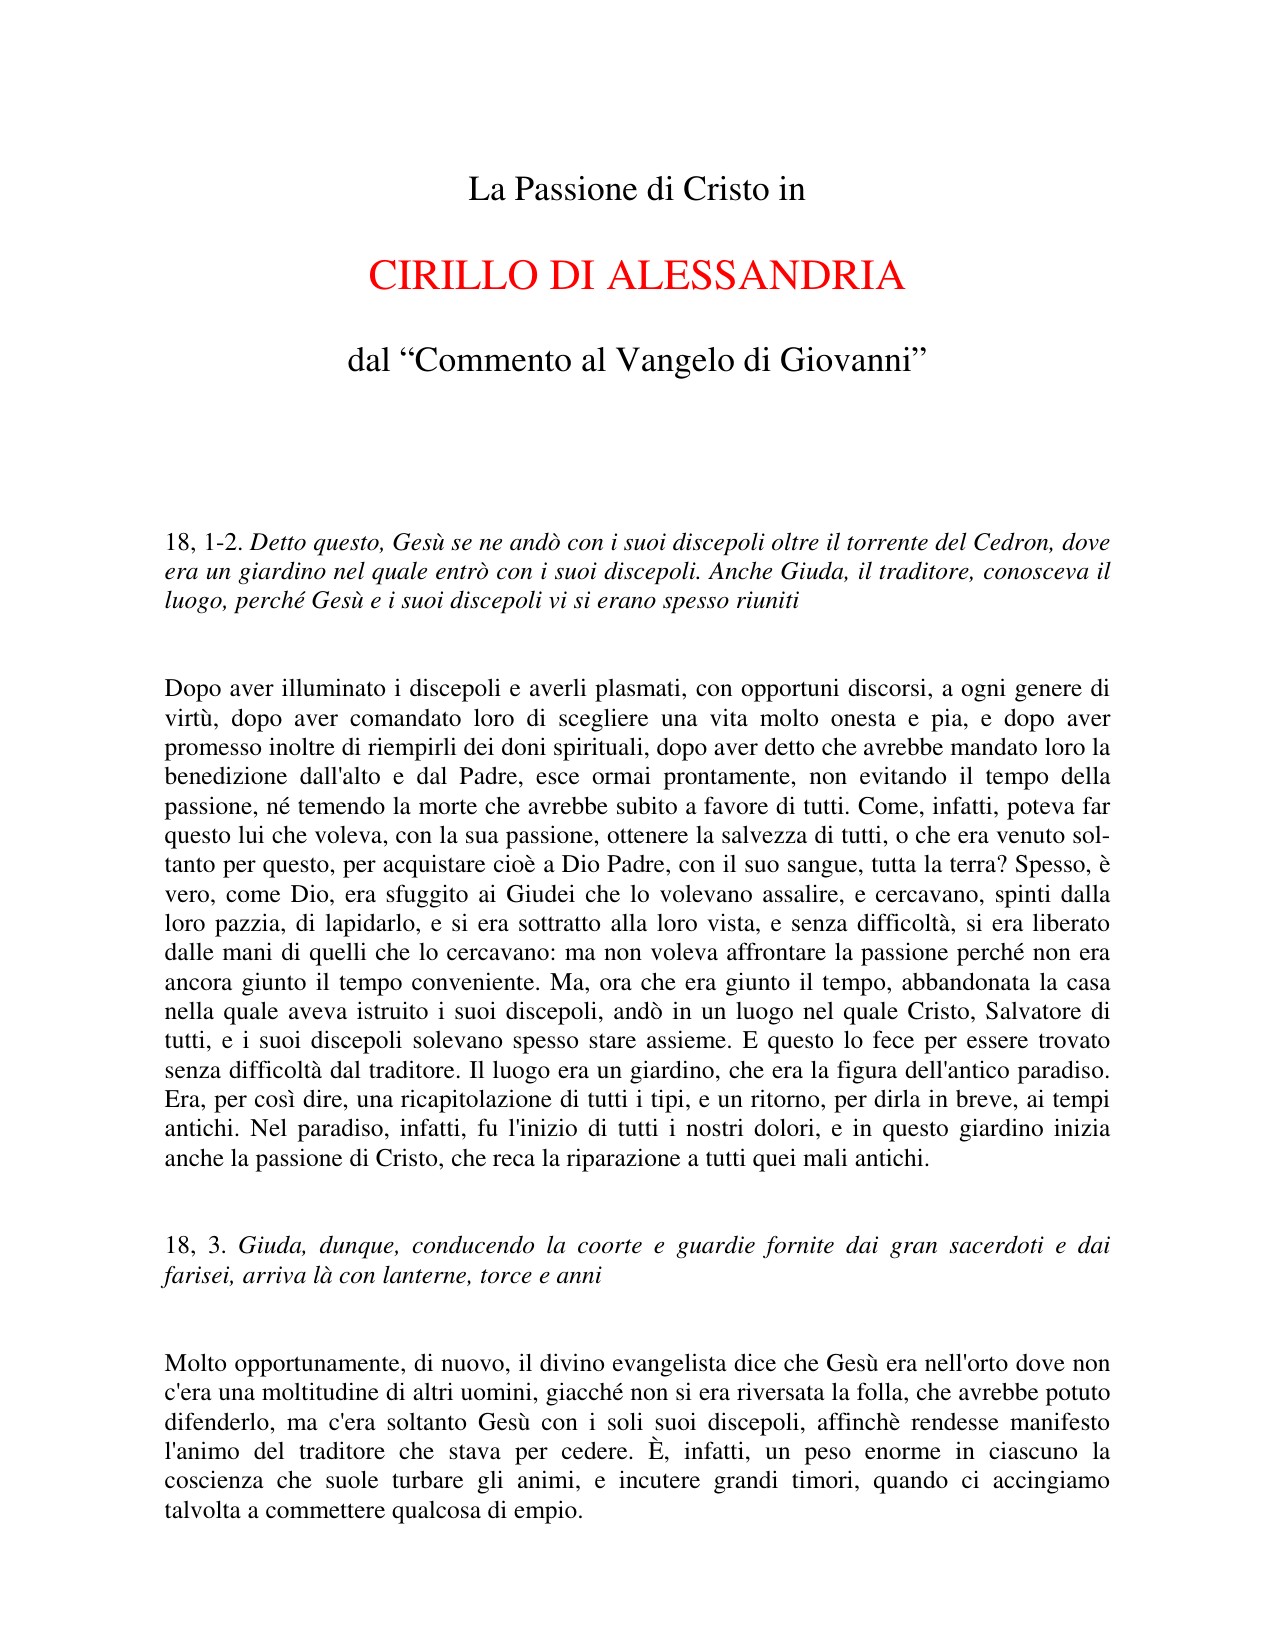 La Passione di Cristo in
CIRILLO DI ALESSANDRIA
dal “Commento al Vangelo di Giovanni”
18, 1-2. Detto questo, Gesù se ne andò con i suoi discepoli oltre il torrente del Cedron, dove
era un giardino nel quale entrò con i suoi discepoli. Anche Giuda, il traditore, conosceva il
luogo, perché Gesù e i suoi discepoli vi si erano spesso riuniti
Dopo aver illuminato i discepoli e averli plasmati, con opportuni discorsi, a ogni genere di
virtù, dopo aver comandato loro di scegliere una vita molto onesta e pia, e dopo aver
promesso inoltre di riempirli dei doni spirituali, dopo aver detto che avrebbe mandato loro la
benedizione dall'alto e dal Padre, esce ormai prontamente, non evitando il tempo della
passione, né temendo la morte che avrebbe subito a favore di tutti. Come, infatti, poteva far
questo lui che voleva, con la sua passione, ottenere la salvezza di tutti, o che era venuto sol-
tanto per questo, per acquistare cioè a Dio Padre, con il suo sangue, tutta la terra? Spesso, è
vero, come Dio, era sfuggito ai Giudei che lo volevano assalire, e cercavano, spinti dalla
loro pazzia, di lapidarlo, e si era sottratto alla loro vista, e senza difficoltà, si era liberato
dalle mani di quelli che lo cercavano: ma non voleva affrontare la passione perché non era
ancora giunto il tempo conveniente. Ma, ora che era giunto il tempo, abbandonata la casa
nella quale aveva istruito i suoi discepoli, andò in un luogo nel quale Cristo, Salvatore di
tutti, e i suoi discepoli solevano spesso stare assieme. E questo lo fece per essere trovato
senza difficoltà dal traditore. Il luogo era un giardino, che era la figura dell'antico paradiso.
Era, per così dire, una ricapitolazione di tutti i tipi, e un ritorno, per dirla in breve, ai tempi
antichi. Nel paradiso, infatti, fu l'inizio di tutti i nostri dolori, e in questo giardino inizia
anche la passione di Cristo, che reca la riparazione a tutti quei mali antichi.
18, 3. Giuda, dunque, conducendo la coorte e guardie fornite dai gran sacerdoti e dai
farisei, arriva là con lanterne, torce e anni
Molto opportunamente, di nuovo, il divino evangelista dice che Gesù era nell'orto dove non
c'era una moltitudine di altri uomini, giacché non si era riversata la folla, che avrebbe potuto
difenderlo, ma c'era soltanto Gesù con i soli suoi discepoli, affinchè rendesse manifesto
l'animo del traditore che stava per cedere. È, infatti, un peso enorme in ciascuno la
coscienza che suole turbare gli animi, e incutere grandi timori, quando ci accingiamo
talvolta a commettere qualcosa di empio.